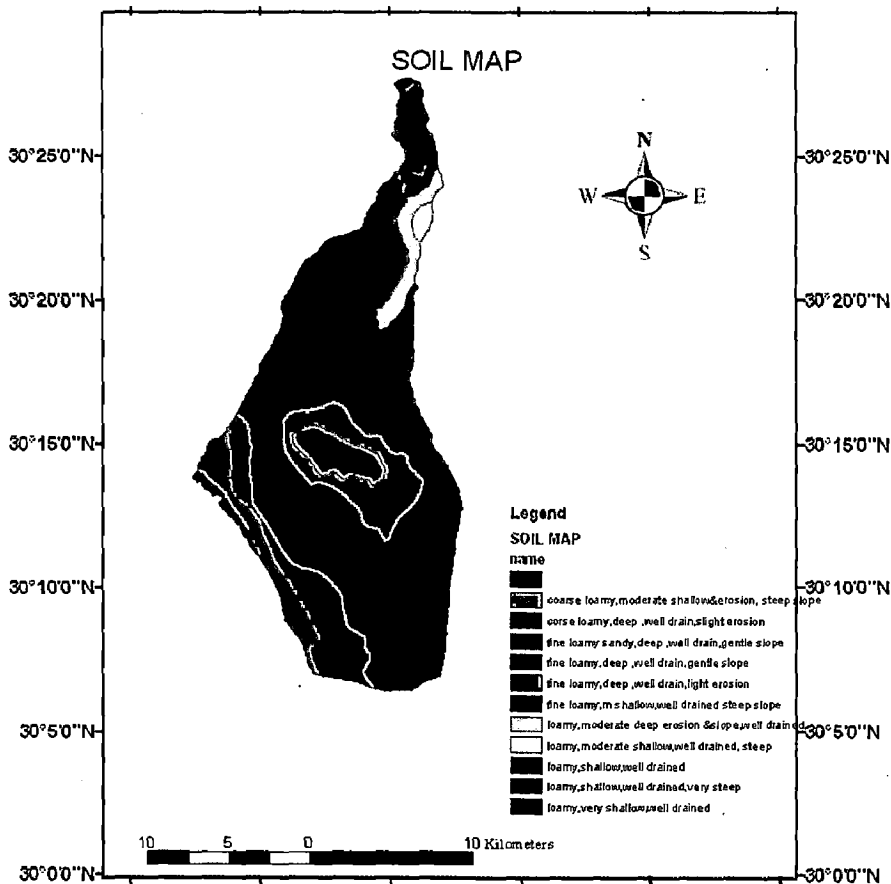 SOIL MAP
N
W E
S
30°25'0"N 30°25'0"N
30°20'0"N 30°20'0"N
30°15'0"N 30°15'0"N
30°10'0"N 30°10'0"N
30°5'0"N 30°5'0"N
30°0'0"N 30°0'0"N
Legend
SOIL MAP
name
coarse loamy,moderate shallow&erosion, steep slope
corse loamy,deep ,well drain,slight erosion
fine loamy sandy,deep ,well drain,gentle slope
fine loamy,deep ,well drain,gentle slope
fine loamy,deep ,well drain,light erosion
fine loamy,m shallow,well drained steep slope
loamy,moderate deep erosion &slope,well drained
loamy,moderate shallow,well drained, steep
loamy,shallow,well drained
loamy,shallow,well drained,very steep
loamy,very shallow,well drained
10 5 0 10 Kilometers